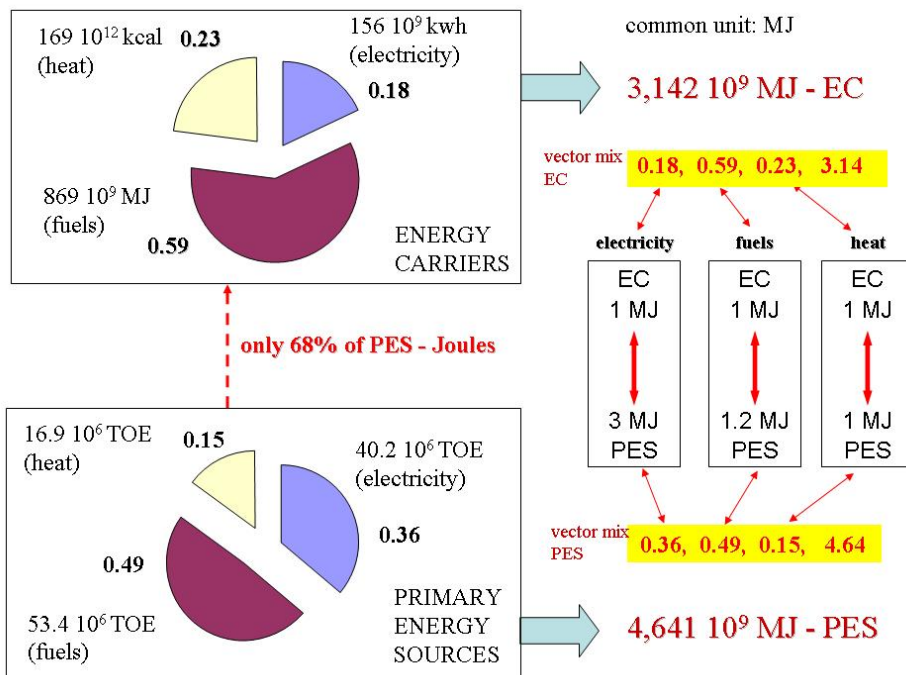 169 10¹² kcal
(heat)
0.23
156 10⁹ kwh
(electricity)
0.18
869 10⁹ MJ
(fuels)
0.59
ENERGY
CARRIERS
only 68% of PES - Joules
16.9 10⁶ TOE
(heat)
0.15
40.2 10⁶ TOE
(electricity)
0.36
0.49
53.4 10⁶ TOE
(fuels)
PRIMARY
ENERGY
SOURCES
common unit: MJ
3,142 10⁹ MJ - EC
vector mix
EC
0.18, 0.59, 0.23, 3.14
electricity
fuels
heat
EC
1 MJ
3 MJ
PES
EC
1 MJ
1.2 MJ
PES
EC
1 MJ
1 MJ
PES
vector mix
PES
0.36, 0.49, 0.15, 4.64
4,641 10⁹ MJ - PES